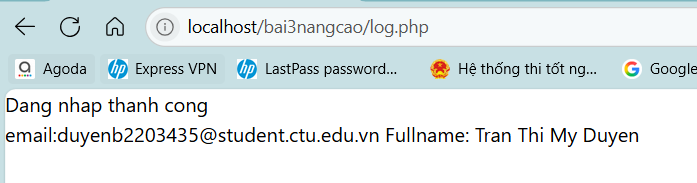 localhost/bai3nangcao/log.php
Agoda
Express VPN
LastPass password...
Hệ thống thi tốt ng...
Google
Dang nhap thanh cong
email:duyenb2203435@student.ctu.edu.vn Fullname: Tran Thi My Duyen